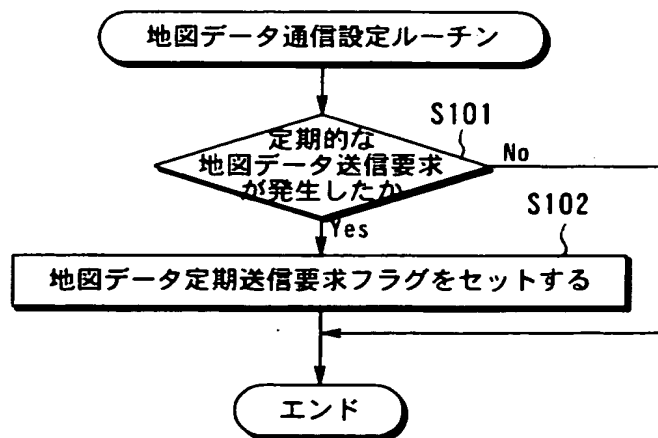 地図データ通信設定ルーチン
S101
定期的な
地図データ送信要求
が発生したか
No
Yes
S102
地図データ定期送信要求フラグをセットする
エンド